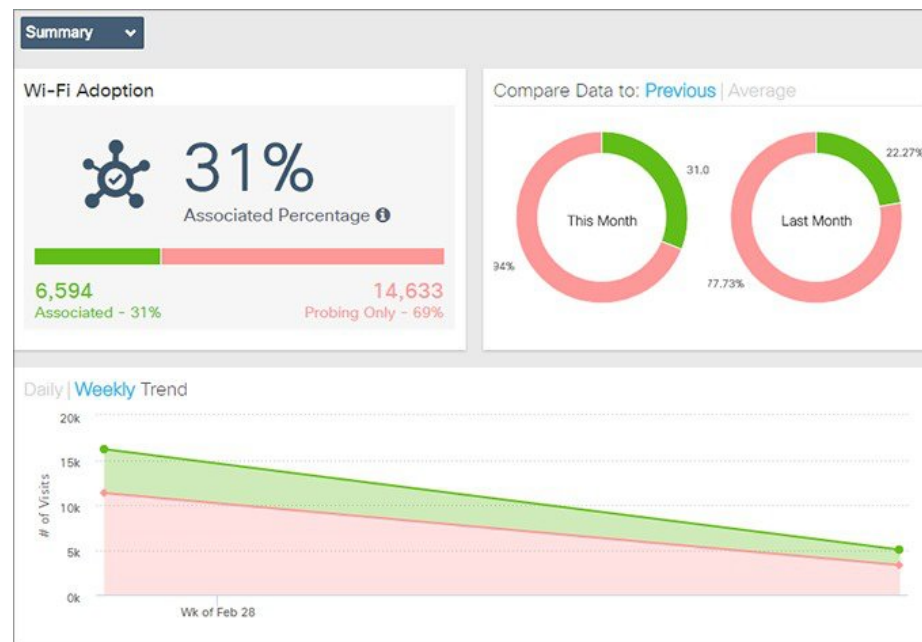 Summary
Wi-Fi Adoption
31%
Associated Percentage
6,594
14,633
Associated - 31%
Probing Only - 69%
Compare Data to: Previous | Average
31.0
22.27%
This Month
Last Month
94%
77.73%
Daily | Weekly Trend
20k
15k
10k
5k
0k
# of Visits
Wk of Feb 28